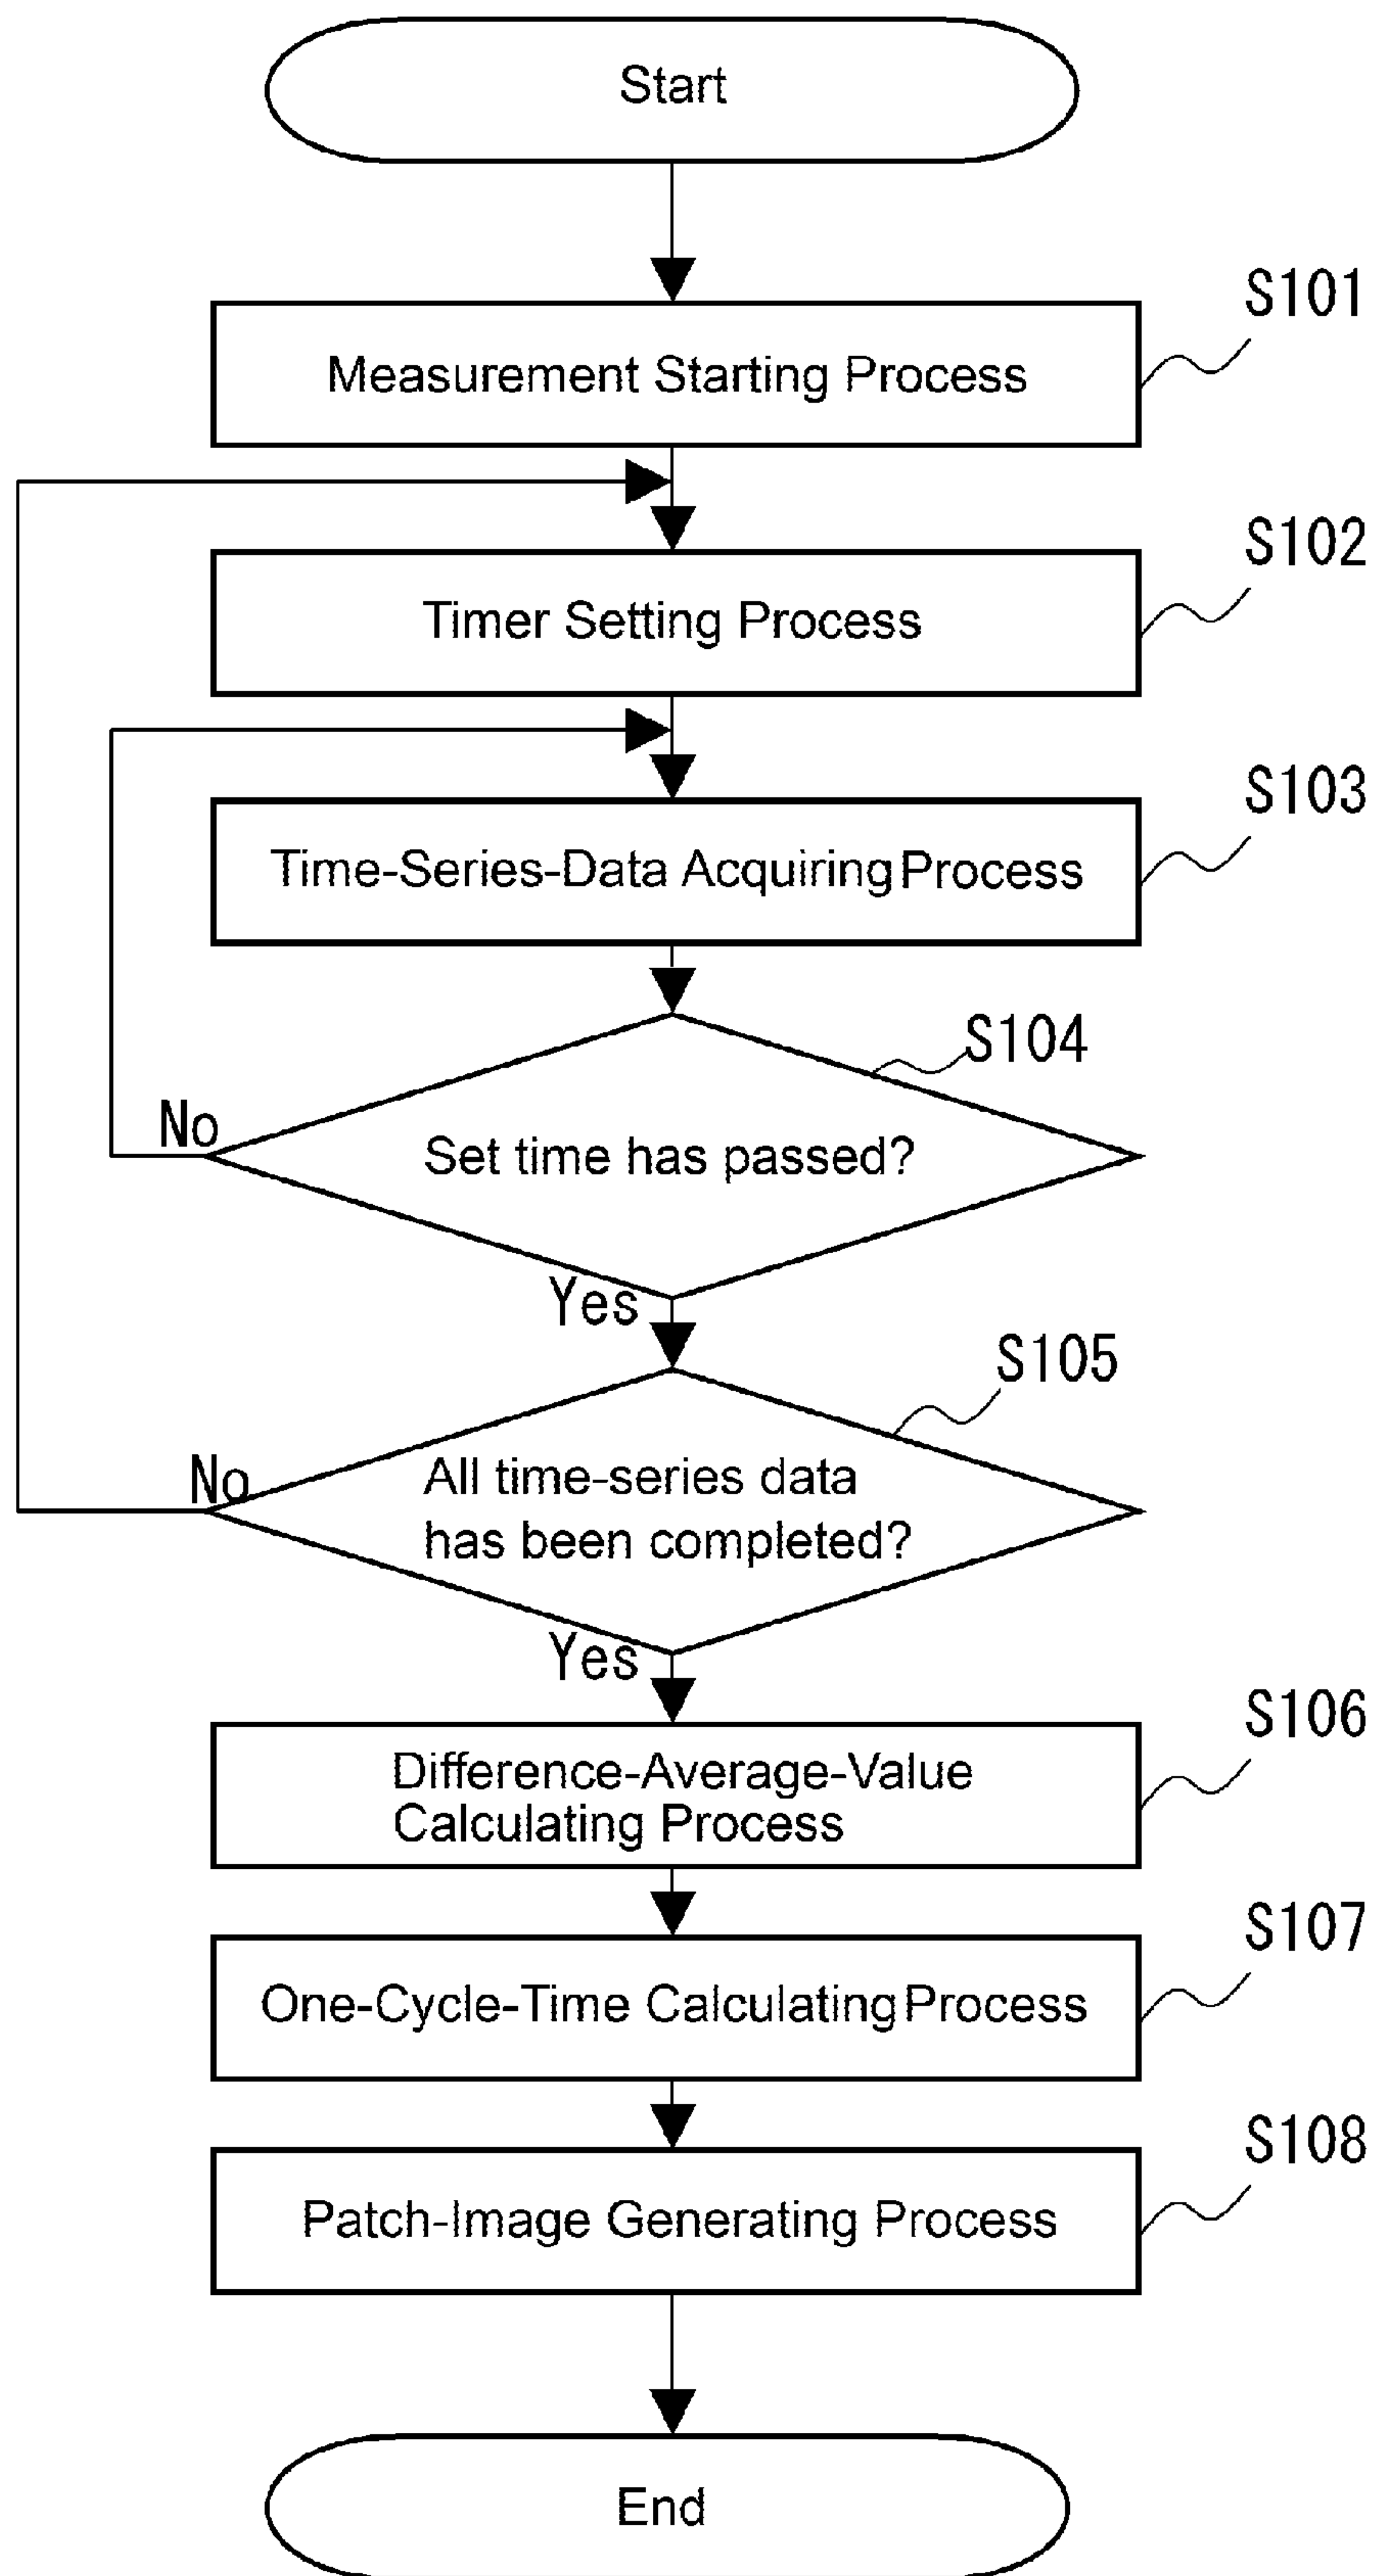 Start
S101
Measurement Starting Process
S102
Timer Setting Process
S103
Time-Series-Data Acquiring Process
S104
No
Set time has passed?
Yes
S105
No
All time-series data
has been completed?
Yes
S106
Difference-Average-Value
Calculating Process
S107
One-Cycle-Time Calculating Process
S108
Patch-Image Generating Process
End